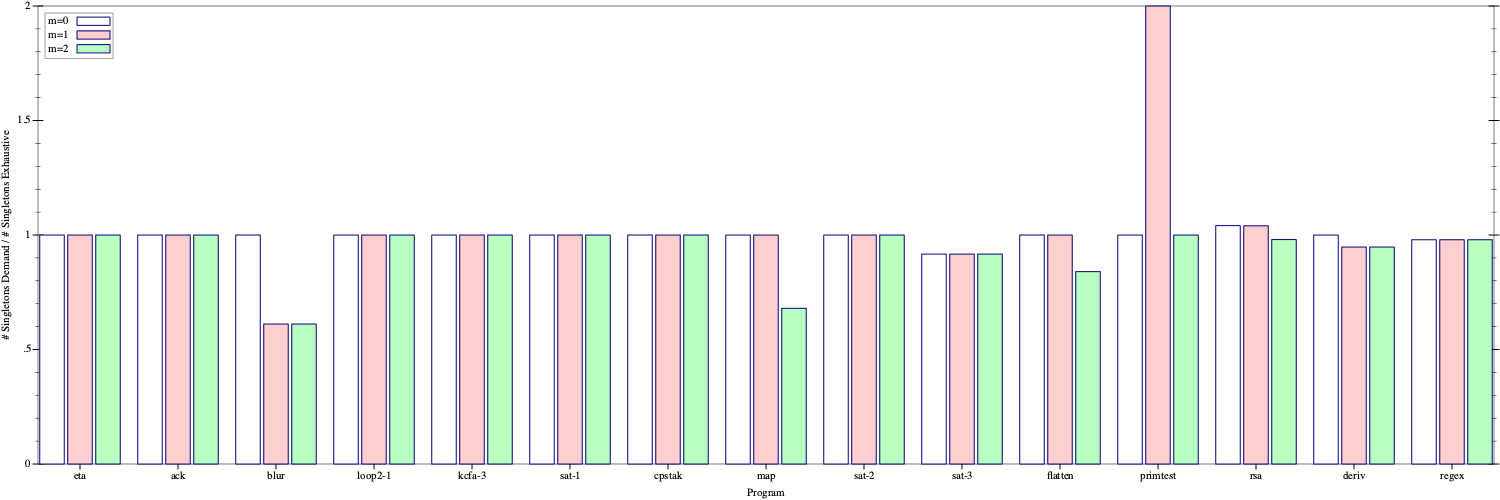 2
1.5
1
.5
0
# Singletons Demand / # Singletons Exhaustive
m=0
m=1
m=2
eta ack blur loop2-1 kcfa-3 sat-1 cpstak map sat-2 sat-3 flatten primtest rsa deriv regex
Program